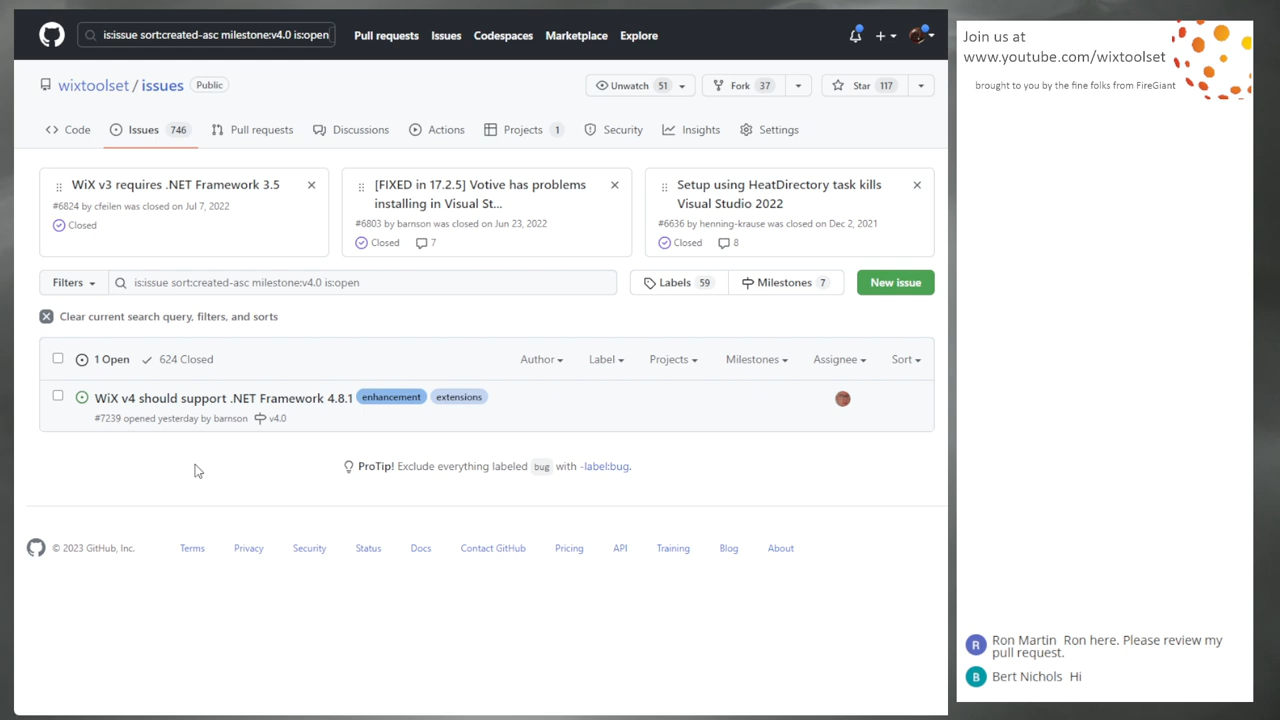 is:issue sort:created-asc milestone:v4.0 is:open
Pull requests Issues Codespaces Marketplace Explore
wixtoolset / issues Public
Unwatch 51 Fork 37 Star 117
Code Issues 746 Pull requests Discussions Actions Projects 1 Security Insights Settings
WiX v3 requires .NET Framework 3.5
#6824 by cfeilen was closed on Jul 7, 2022
Closed
[FIXED in 17.2.5] Votive has problems
installing in Visual St...
#6803 by barnson was closed on Jun 23, 2022
Closed 7
Setup using HeatDirectory task kills
Visual Studio 2022
#6636 by henning-krause was closed on Dec 2, 2021
Closed 8
Filters is:issue sort:created-asc milestone:v4.0 is:open Labels 59 Milestones 7 New issue
Clear current search query, filters, and sorts
1 Open 624 Closed Author Label Projects Milestones Assignee Sort
WiX v4 should support .NET Framework 4.8.1 enhancement extensions
#7239 opened yesterday by barnson v4.0
ProTip! Exclude everything labeled bug with -label:bug.
© 2023 GitHub, Inc. Terms Privacy Security Status Docs Contact GitHub Pricing API Training Blog About
Join us at
www.youtube.com/wixtoolset
brought to you by the fine folks from FireGiant
R Ron Martin Ron here. Please review my
pull request.
B Bert Nichols Hi